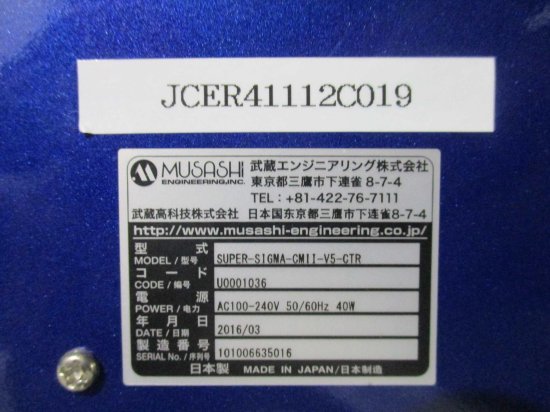 JCER41112C019
MUSASHI
ENGINEERING,INC.
武蔵エンジニアリング株式会社
東京都三鷹市下連雀 8-7-4
TEL : +81-422-76-7111
武蔵高科技株式会社 日本国东京都三鷹市下连雀8-7-4
http://www.musashi-engineering.co.jp/
型 式
MODEL / 型号 SUPER-SIGMA-CMII-V5-CTR
コード
CODE / 编号 U0001036
電 源
POWER / 电力 AC100-240V 50/60Hz 40W
年 月 日
DATE / 日期 2016/03
製 造 番 号
SERIAL No. / 序列号 101006635016
日本製 MADE IN JAPAN/日本制造